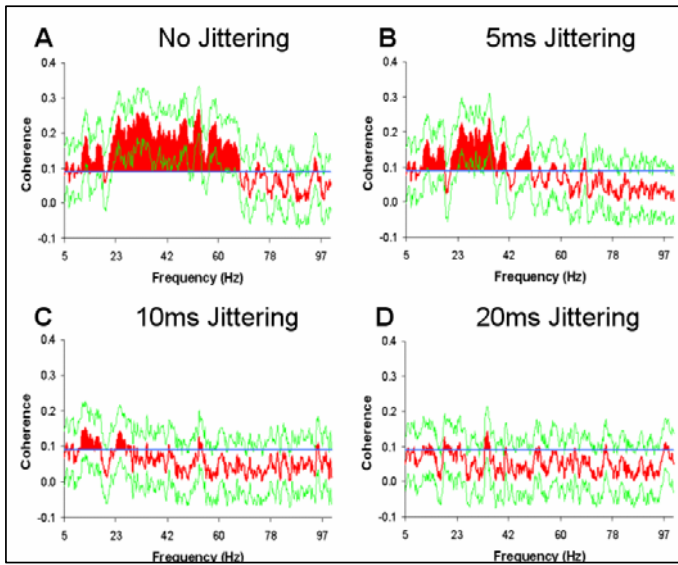 A No Jittering
B 5ms Jittering
0.4
0.3
0.2
0.1
0.0
-0.1
Coherence
5 23 42 60 78 97
Frequency (Hz)
0.4
0.3
0.2
0.1
0.0
-0.1
Coherence
5 23 42 60 78 97
Frequency (Hz)
C 10ms Jittering
D 20ms Jittering
0.4
0.3
0.2
0.1
0.0
-0.1
Coherence
5 23 42 60 78 97
Frequency (Hz)
0.4
0.3
0.2
0.1
0.0
-0.1
Coherence
5 23 42 60 78 97
Frequency (Hz)